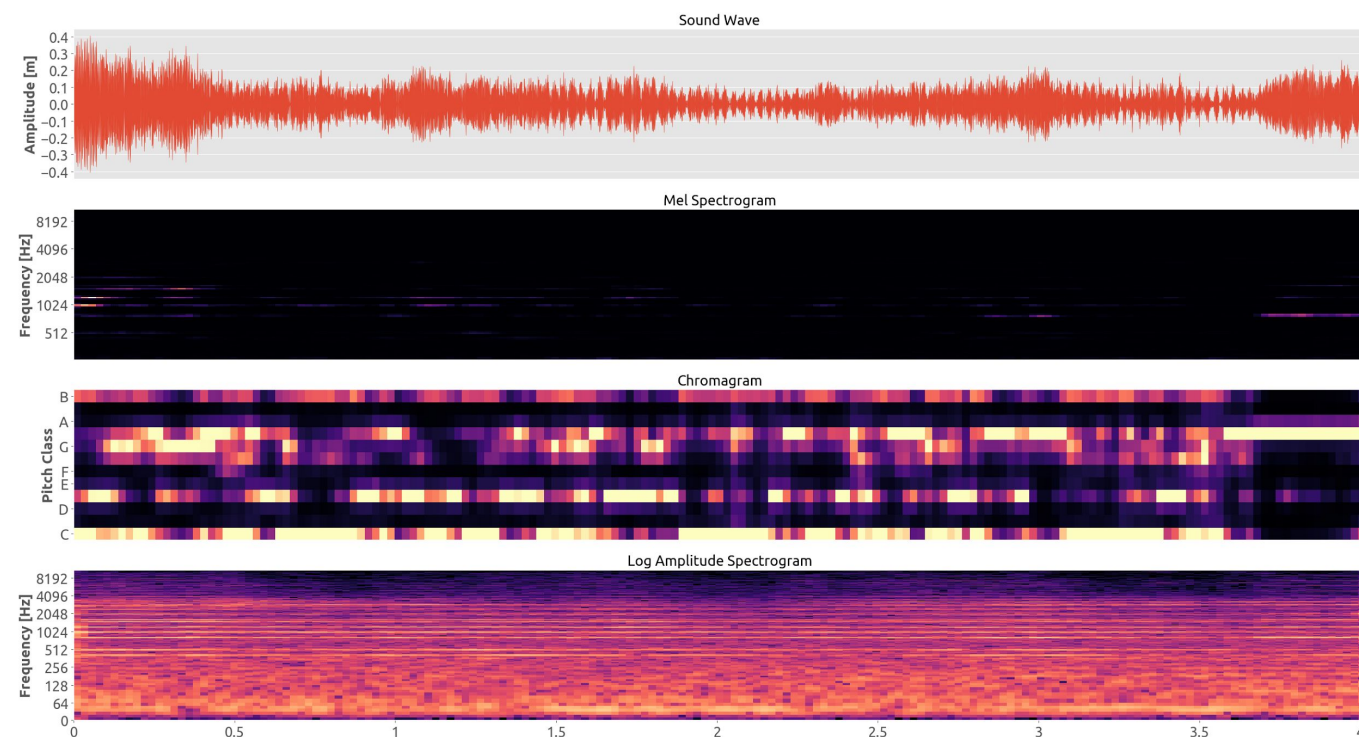 Sound Wave
Amplitude [m]
0.4
0.3
0.2
0.1
0.0
−0.1
−0.2
−0.3
−0.4
Mel Spectrogram
Frequency [Hz]
8192
4096
2048
1024
512
Chromagram
Pitch Class
B
A
G
F
E
D
C
Log Amplitude Spectrogram
Frequency [Hz]
8192
4096
2048
1024
512
256
128
64
0
0 0.5 1 1.5 2 2.5 3 3.5 4